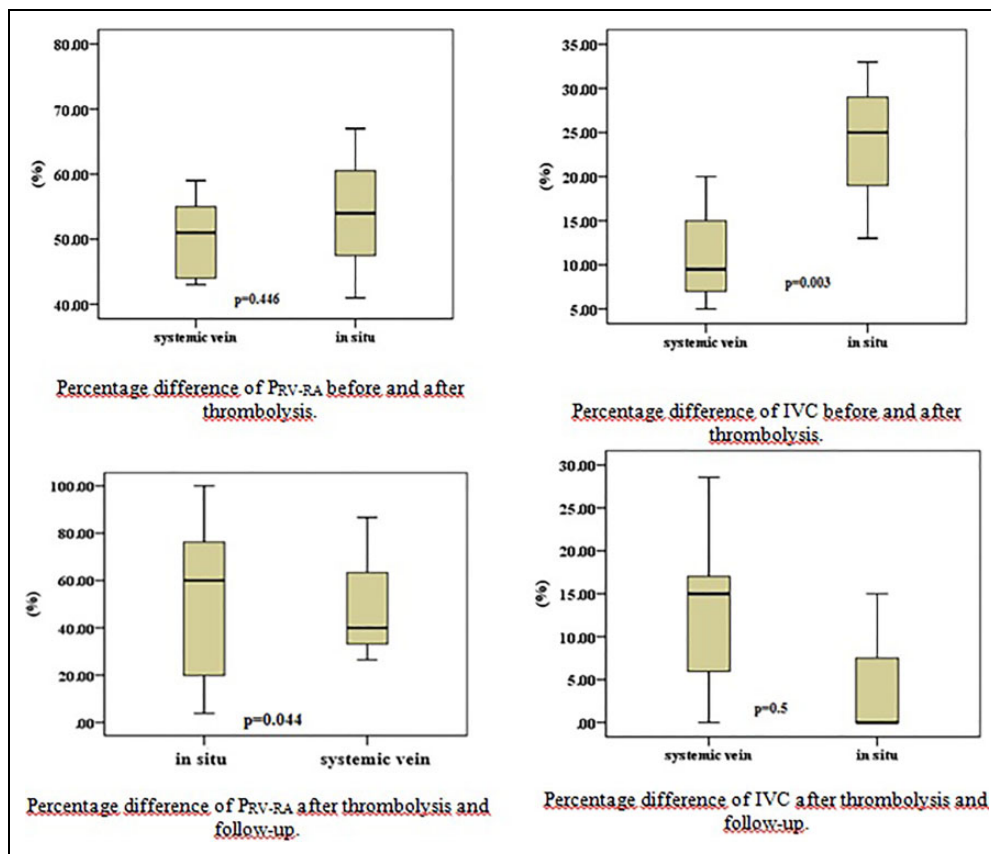 80.00
70.00
60.00
50.00
40.00
(%)
p=0.446
systemic vein
in situ
Percentage difference of PRV-RA before and after
thrombolysis.
35.00
30.00
25.00
20.00
15.00
10.00
5.00
(%)
p=0.003
systemic vein
in situ
Percentage difference of IVC before and after
thrombolysis.
100.00
80.00
60.00
40.00
20.00
.00
(%)
p=0.044
in situ
systemic vein
Percentage difference of PRV-RA after thrombolysis and
follow-up.
30.00
25.00
20.00
15.00
10.00
5.00
.00
(%)
p=0.5
systemic vein
in situ
Percentage difference of IVC after thrombolysis and
follow-up.